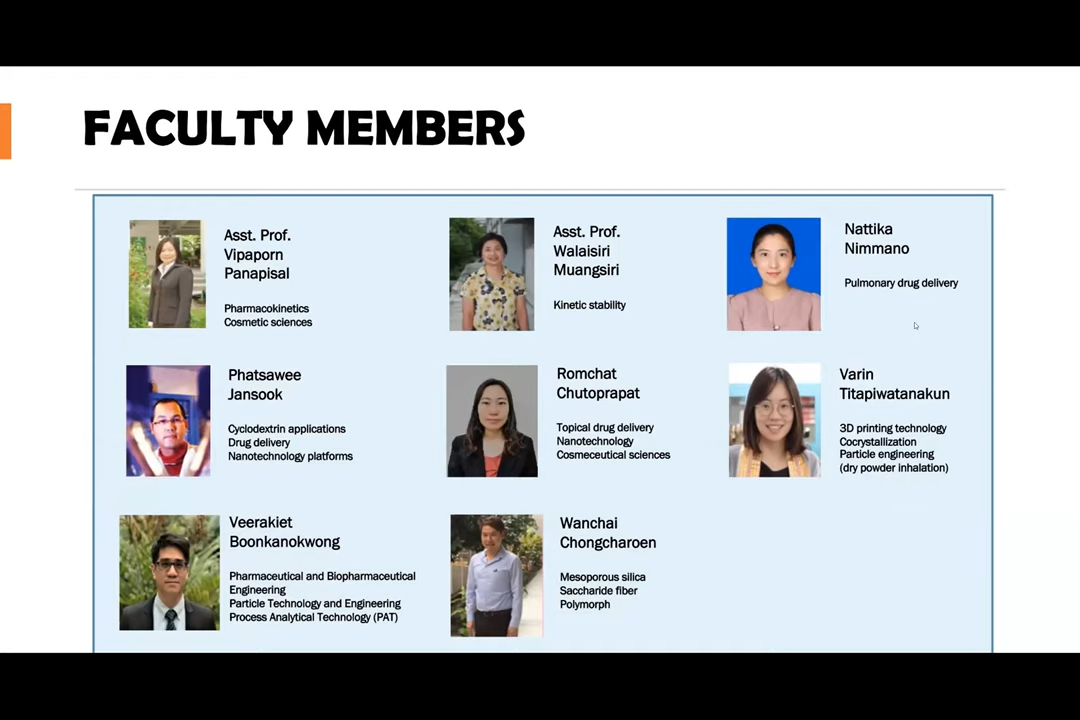 FACULTY MEMBERS
Asst. Prof.
Vipaporn
Panapisal
Pharmacokinetics
Cosmetic sciences
Asst. Prof.
Walaisiri
Muangsiri
Kinetic stability
Nattika
Nimmano
Pulmonary drug delivery
Phatsawee
Jansook
Cyclodextrin applications
Drug delivery
Nanotechnology platforms
Romchat
Chutoprapat
Topical drug delivery
Nanotechnology
Cosmeceutical sciences
Varin
Titapiwatanakun
3D printing technology
Cocrystallization
Particle engineering
(dry powder inhalation)
Veerakiet
Boonkanokwong
Pharmaceutical and Biopharmaceutical
Engineering
Particle Technology and Engineering
Process Analytical Technology (PAT)
Wanchai
Chongcharoen
Mesoporous silica
Saccharide fiber
Polymorph